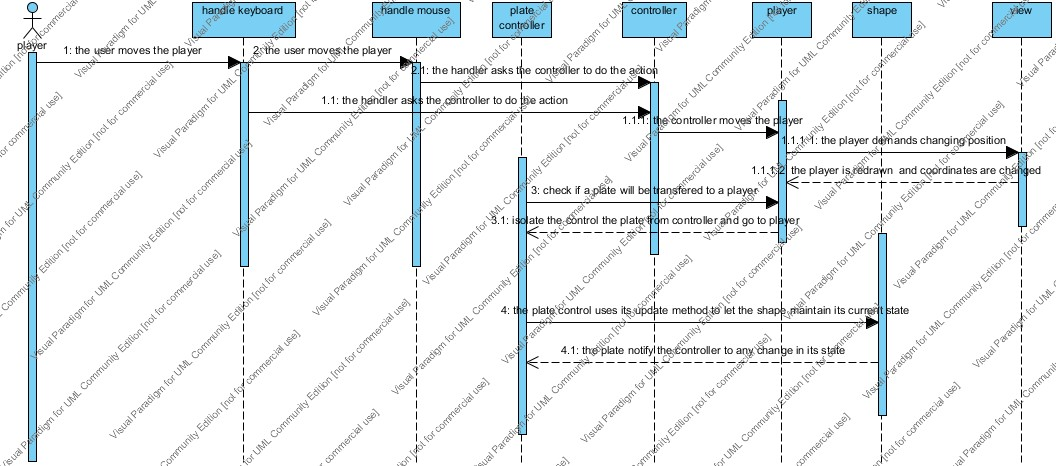 handle keyboard
handle mouse
plate
controller
controller
player
shape
view
player
1: the user moves the player
2: the user moves the player
2.1: the handler asks the controller to do the action
1.1: the handler asks the controller to do the action
1.1.1: the controller moves the player
1.1.1.1: the player demands changing position
1.1.1.2: the player is redrawn and coordinates are changed
3: check if a plate will be transfered to a player
3.1: isolate the control the plate from controller and go to player
4: the plate control uses its update method to let the shape maintain its current state
4.1: the plate notify the controller to any change in its state
Visual Paradigm for UML Community Edition [not for commercial use]